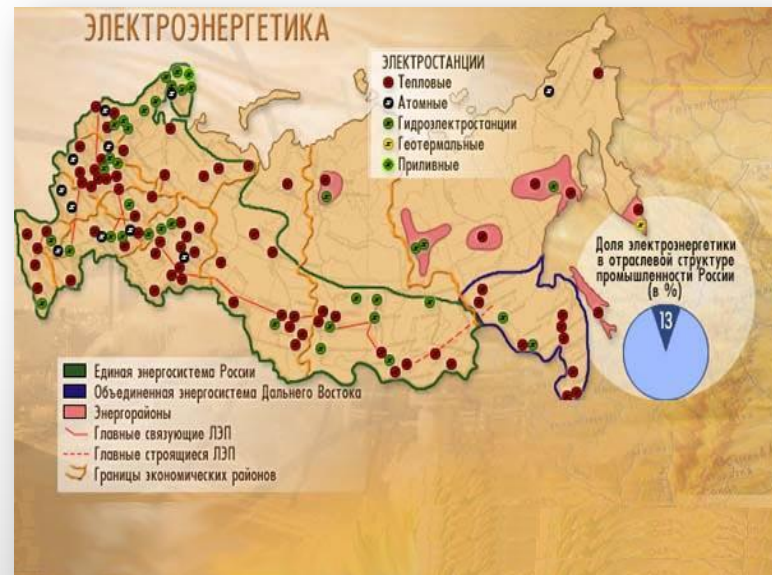 ЭЛЕКТРОЭНЕРГЕТИКА
ЭЛЕКТРОСТАНЦИИ
Тепловые
Атомные
Гидроэлектростанции
Геотермальные
Приливные
Доля электроэнергетики
в отраслевой структуре
промышленности России
(в %)
13
Единая энергосистема России
Объединенная энергосистема Дальнего Востока
Энергорайоны
Главные связующие ЛЭП
Главные строящиеся ЛЭП
Границы экономических районов